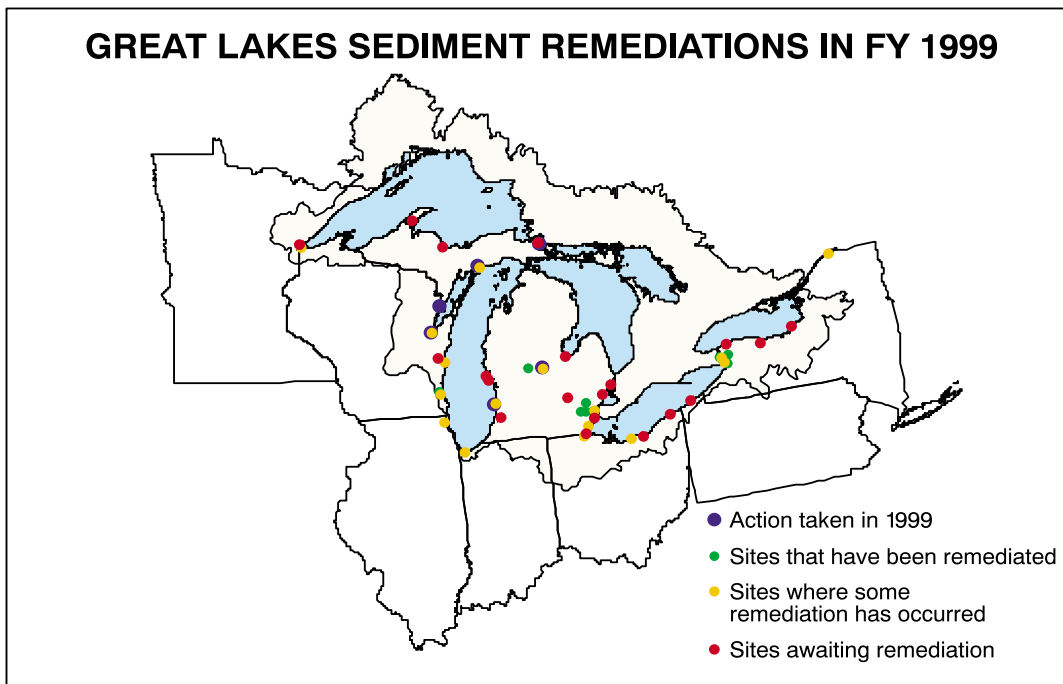 GREAT LAKES SEDIMENT REMEDIATIONS IN FY 1999
Action taken in 1999
Sites that have been remediated
Sites where some
remediation has occurred
Sites awaiting remediation